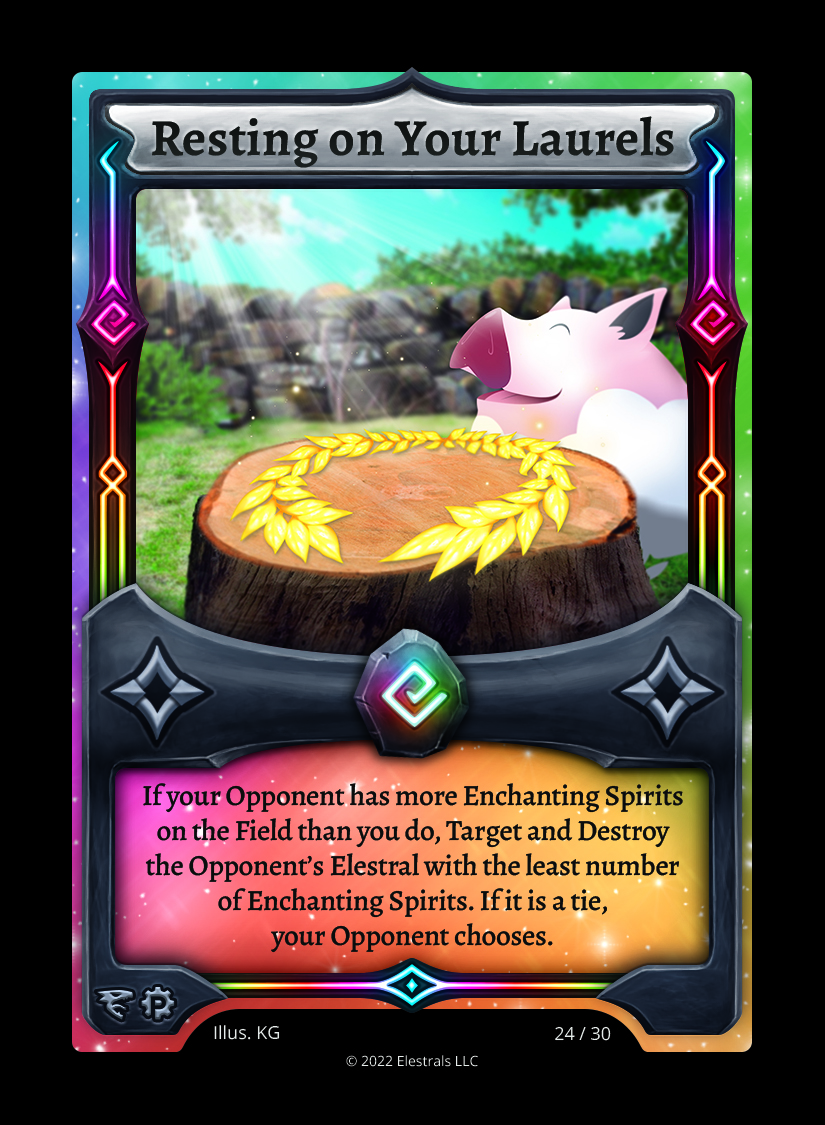 Resting on Your Laurels
If your Opponent has more Enchanting Spirits
on the Field than you do, Target and Destroy
the Opponent's Elestral with the least number
of Enchanting Spirits. If it is a tie,
your Opponent chooses.
P
Illus. KG
24 / 30
© 2022 Elestrals LLC